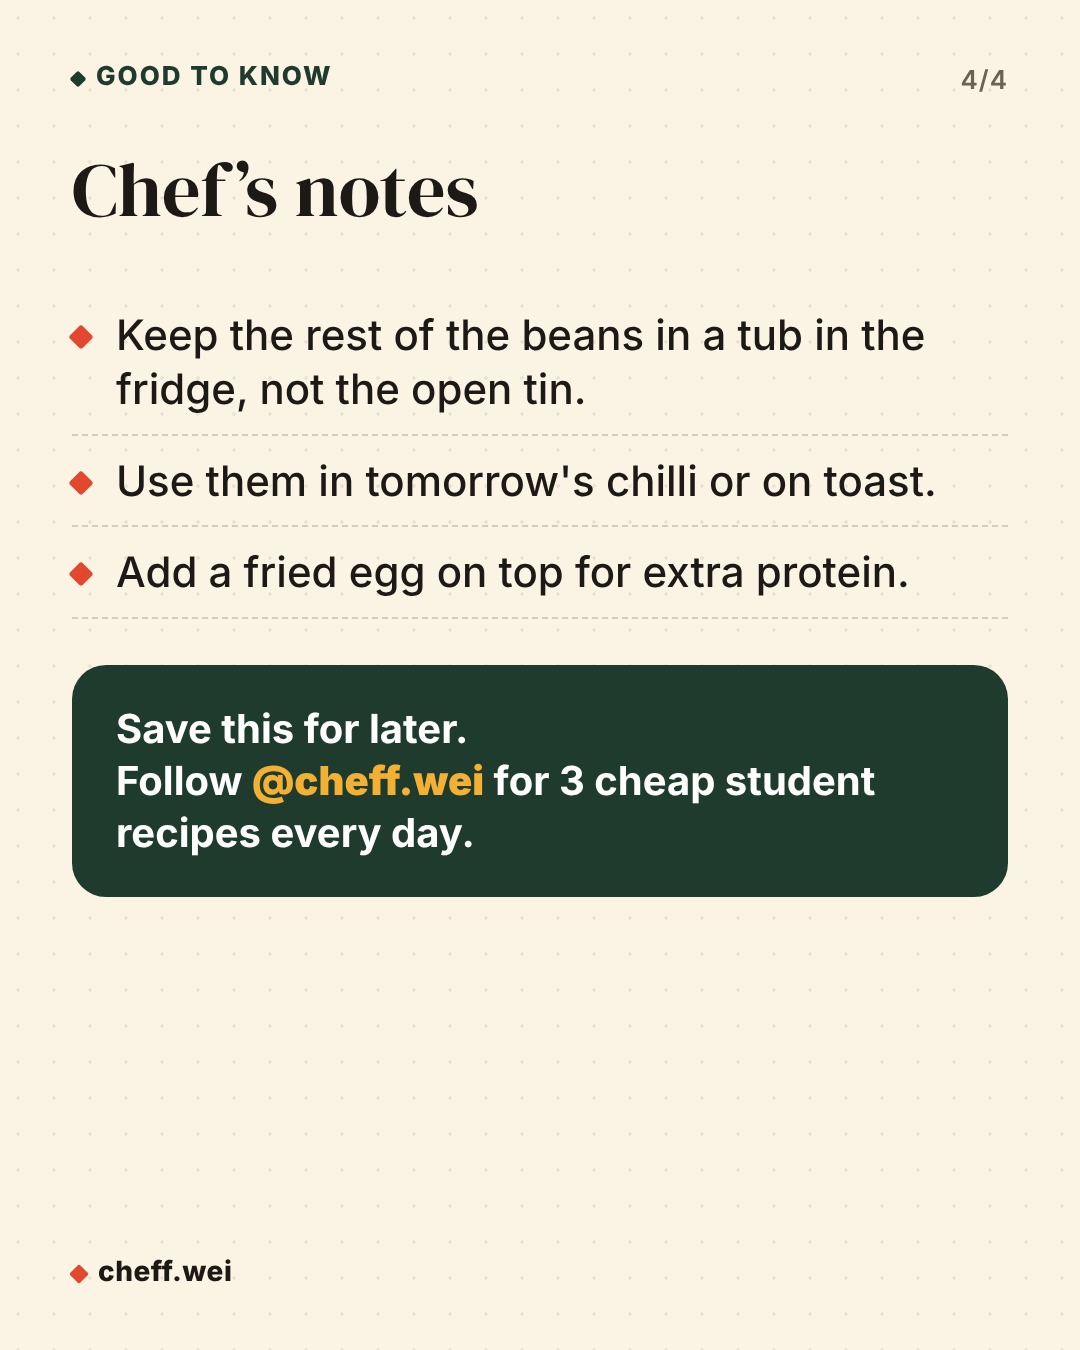 GOOD TO KNOW
4/4
Chef’s notes
Keep the rest of the beans in a tub in the
fridge, not the open tin.
Use them in tomorrow's chilli or on toast.
Add a fried egg on top for extra protein.
Save this for later.
Follow @cheff.wei for 3 cheap student
recipes every day.
cheff.wei